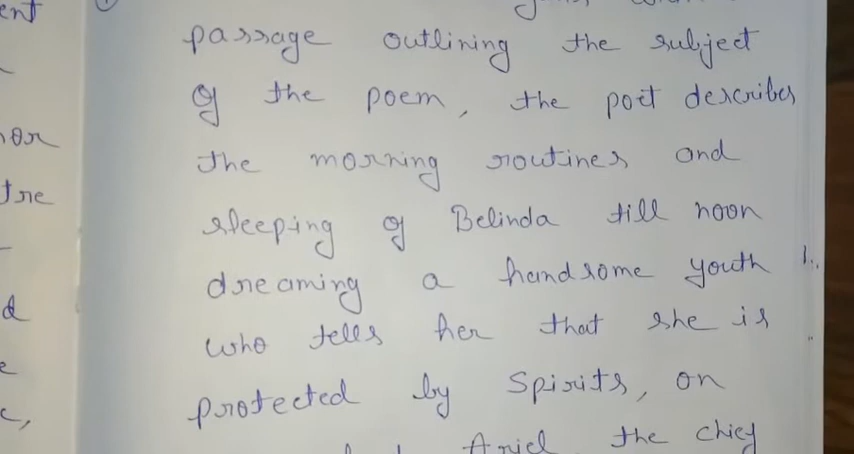 passage outlining the subject
of the poem, the poet describes
the morning routines and
sleeping of Belinda till noon
dreaming a handsome youth
who tells her that she is
protected by Spirits, on
Ariel the chief